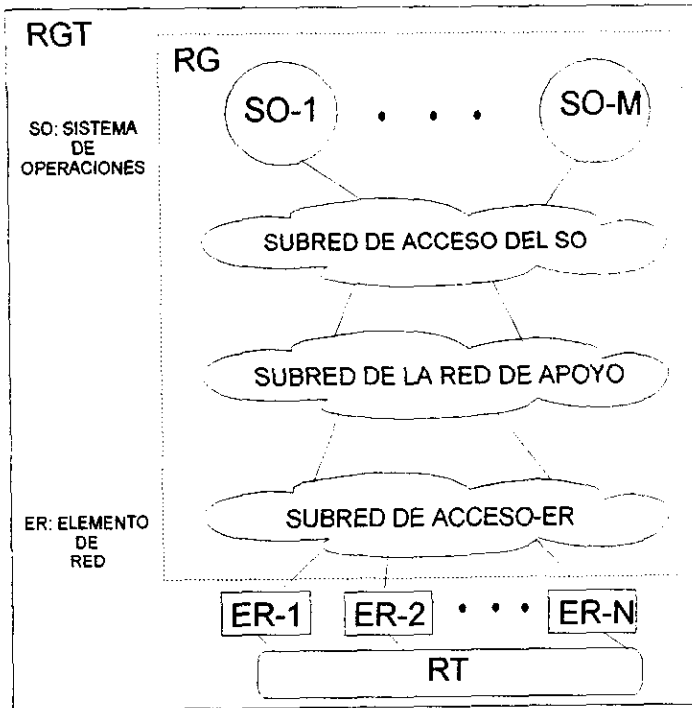 RGT
RG
SO-1 . . . SO-M
SO: SISTEMA
DE
OPERACIONES
SUBRED DE ACCESO DEL SO
SUBRED DE LA RED DE APOYO
SUBRED DE ACCESO-ER
ER: ELEMENTO
DE
RED
ER-1 ER-2 • • • ER-N
RT